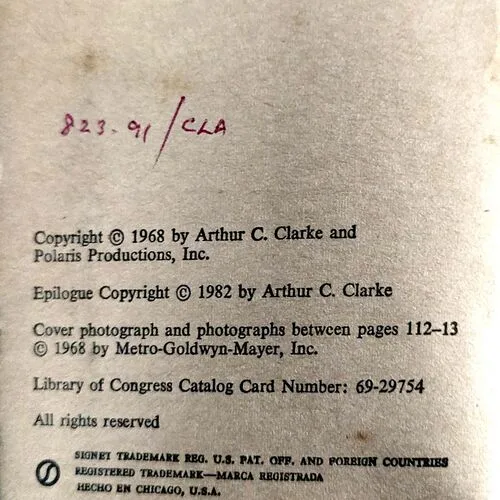 823.91/CLA
Copyright © 1968 by Arthur C. Clarke and
Polaris Productions, Inc.
Epilogue Copyright © 1982 by Arthur C. Clarke
Cover photograph and photographs between pages 112–13
© 1968 by Metro-Goldwyn-Mayer, Inc.
Library of Congress Catalog Card Number: 69-29754
All rights reserved
SIGNET TRADEMARK REG. U.S. PAT. OFF. AND FOREIGN COUNTRIES
REGISTERED TRADEMARK—MARCA REGISTRADA
HECHO EN CHICAGO, U.S.A.